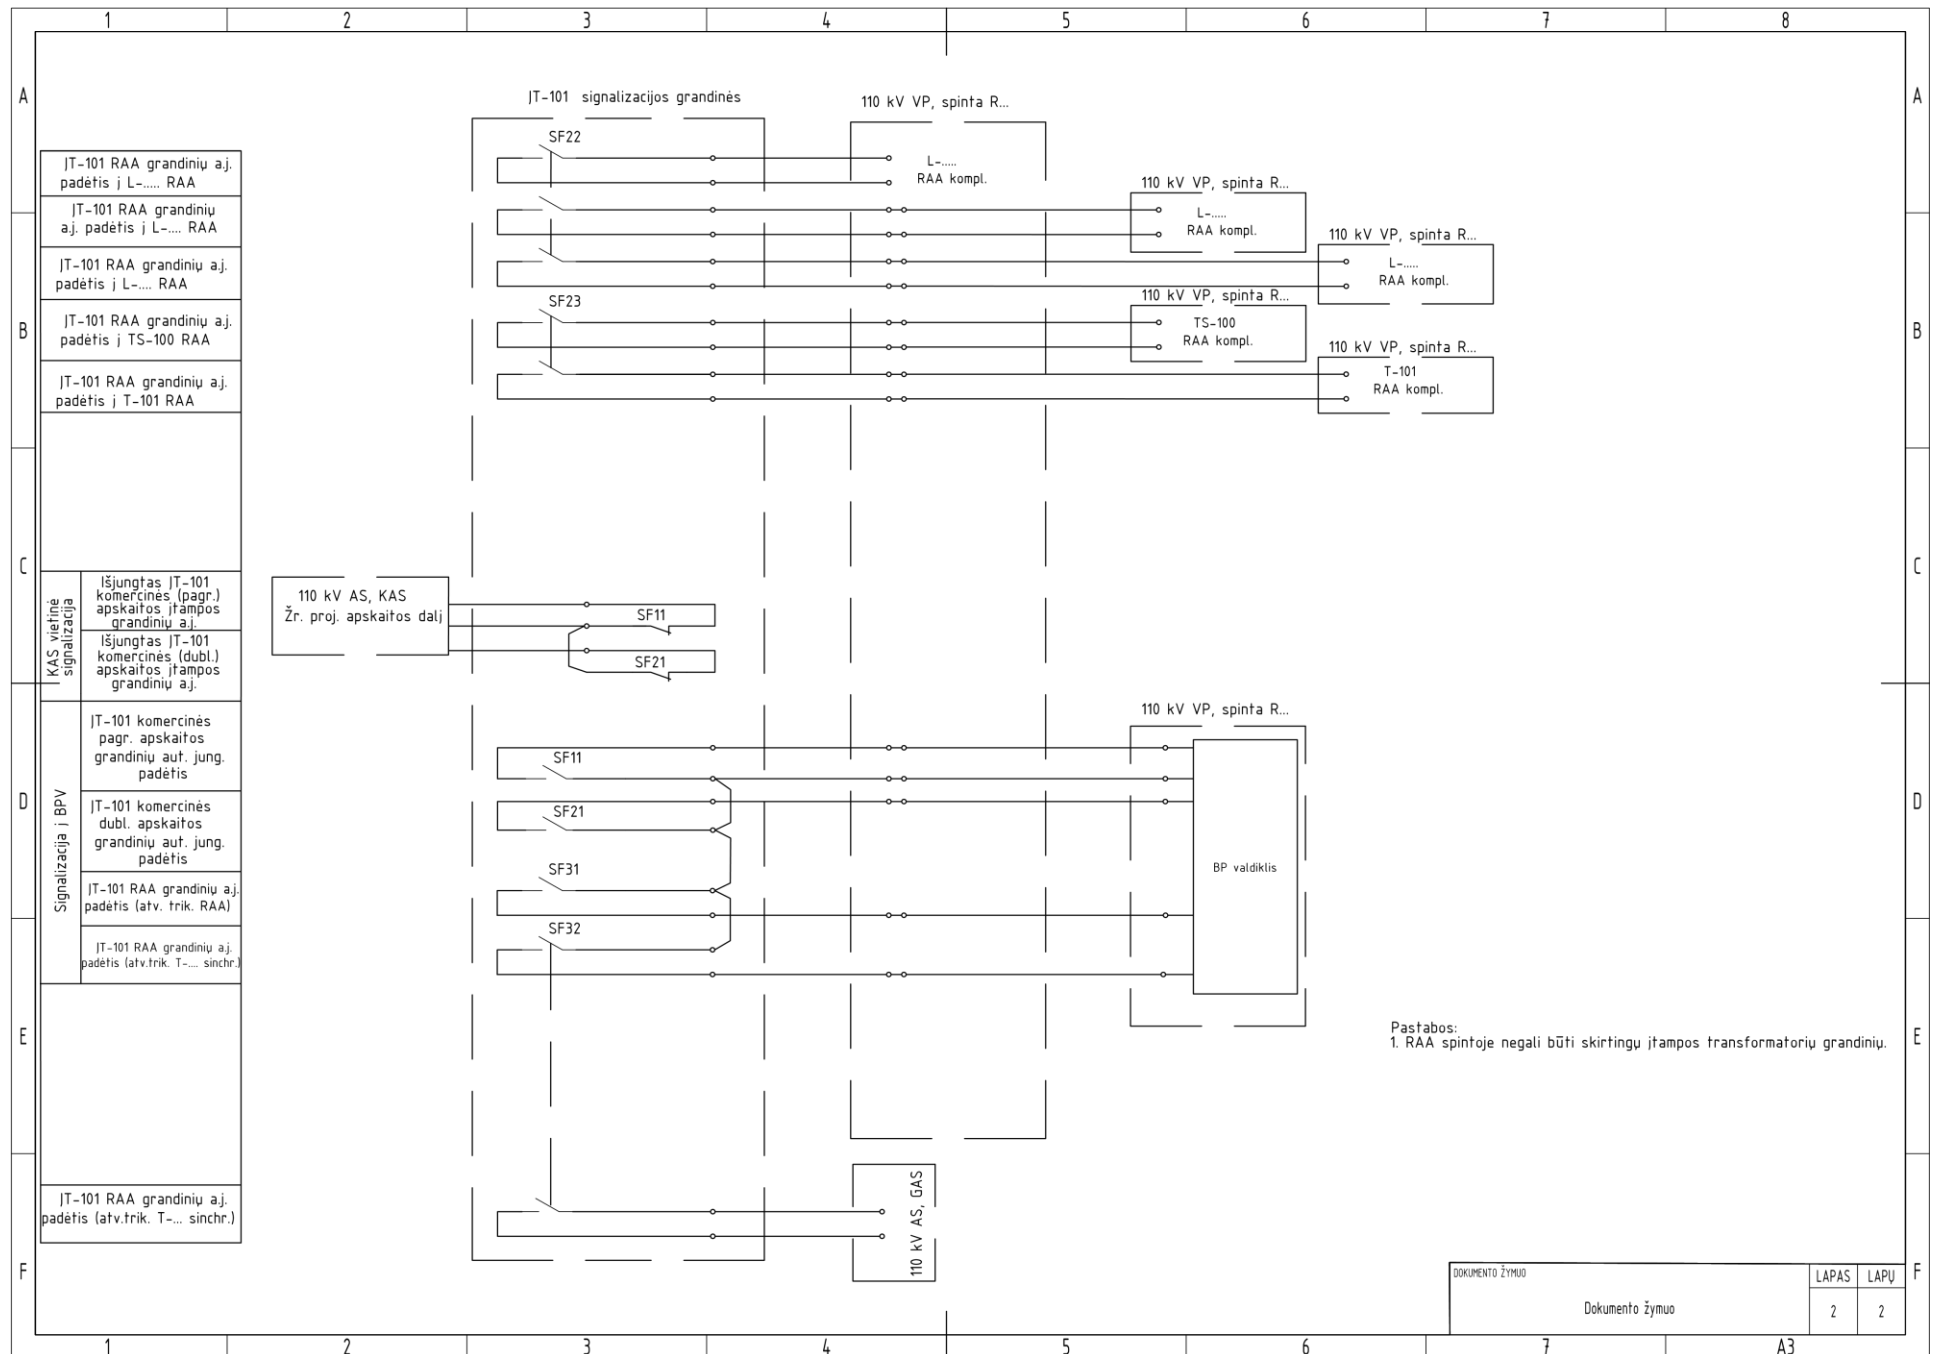 1 2 3 4 5 6 7 8
A A
JT-101 signalizacijos grandinės
110 kV VP, spinta R...
SF22
JT-101 RAA grandinių a.j.
padėtis į L-..... RAA
L-.....
RAA kompl.
110 kV VP, spinta R...
JT-101 RAA grandinių
a.j. padėtis į L-.... RAA
L-.....
RAA kompl.
110 kV VP, spinta R...
JT-101 RAA grandinių a.j.
padėtis į L-.... RAA
L-.....
RAA kompl.
SF23
110 kV VP, spinta R...
B B
JT-101 RAA grandinių a.j.
padėtis į TS-100 RAA
TS-100
RAA kompl.
110 kV VP, spinta R...
JT-101 RAA grandinių a.j.
padėtis į T-101 RAA
T-101
RAA kompl.
C C
KAS vietinė
signalizacija
Išjungtas JT-101
komercinės (pagr.)
apskaitos įtampos
grandinių a.j.
110 kV AS, KAS
Žr. proj. apskaitos dalį
SF11
Išjungtas JT-101
komercinės (dubl.)
apskaitos įtampos
grandinių a.j.
SF21
110 kV VP, spinta R...
Signalizacija į BPV
JT-101 komercinės
pagr. apskaitos
grandinių aut. jung.
padėtis
SF11
D D
JT-101 komercinės
dubl. apskaitos
grandinių aut. jung.
padėtis
SF21
BP valdiklis
JT-101 RAA grandinių a.j.
padėtis (atv. trik. RAA)
SF31
JT-101 RAA grandinių a.j.
padėtis (atv.trik. T-.... sinchr.)
SF32
E E
Pastabos:
1. RAA spintoje negali būti skirtingų įtampos transformatorių grandinių.
JT-101 RAA grandinių a.j.
padėtis (atv.trik. T-... sinchr.)
110 kV AS, GAS
F F
DOKUMENTO ŽYMUO
Dokumento žymuo
LAPAS LAPŲ
2 2
1 2 3 4 5 6 7 A3